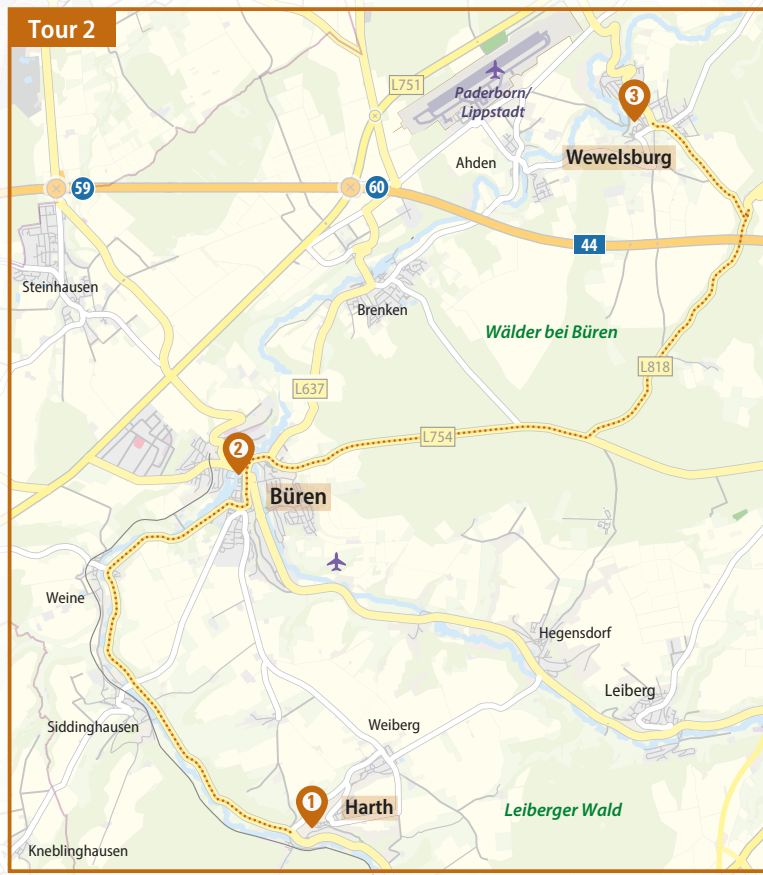 Tour 2
L751
Paderborn/
Lippstadt
3
Wewelsburg
Ahden
59
60
44
Steinhausen
Brenken
Wälder bei Büren
L818
L637
L754
2
Büren
Weine
Hegensdorf
Leiberg
Siddinghausen
Weiberg
1
Harth
Leiberger Wald
Kneblinghausen